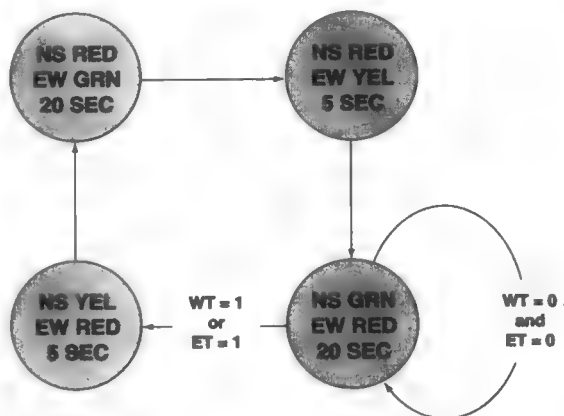 NS RED
EW GRN
20 SEC
NS RED
EW YEL
5 SEC
NS YEL
EW RED
5 SEC
WT = 1
or
ET = 1
NS GRN
EW RED
20 SEC
WT = 0
and
ET = 0